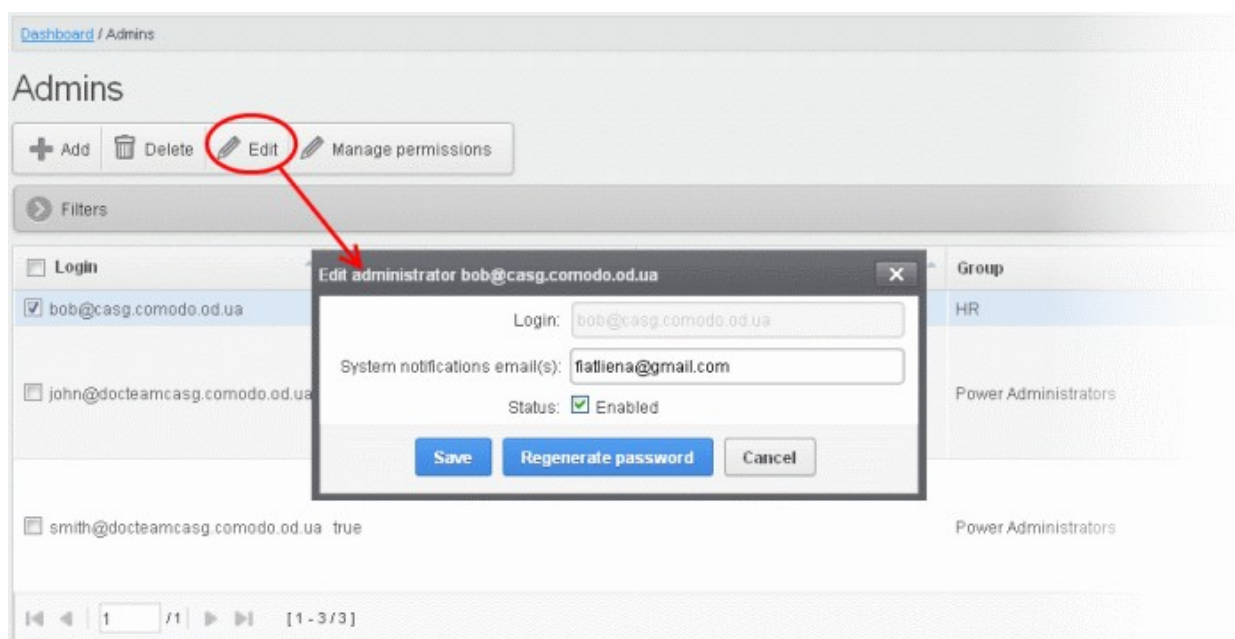 Dashboard / Admins
Admins
Add Delete Edit Manage permissions
Filters
Login Group
Edit administrator bob@casg.comodo.od.ua
bob@casg.comodo.od.ua HR
Login: bob@casg.comodo.od.ua
System notifications email(s): fiatliena@gmail.com
john@docteamcasg.comodo.od.ua Power Administrators
Status: Enabled
Save Regenerate password Cancel
smith@docteamcasg.comodo.od.ua true Power Administrators
1 /1 [1-3/3]